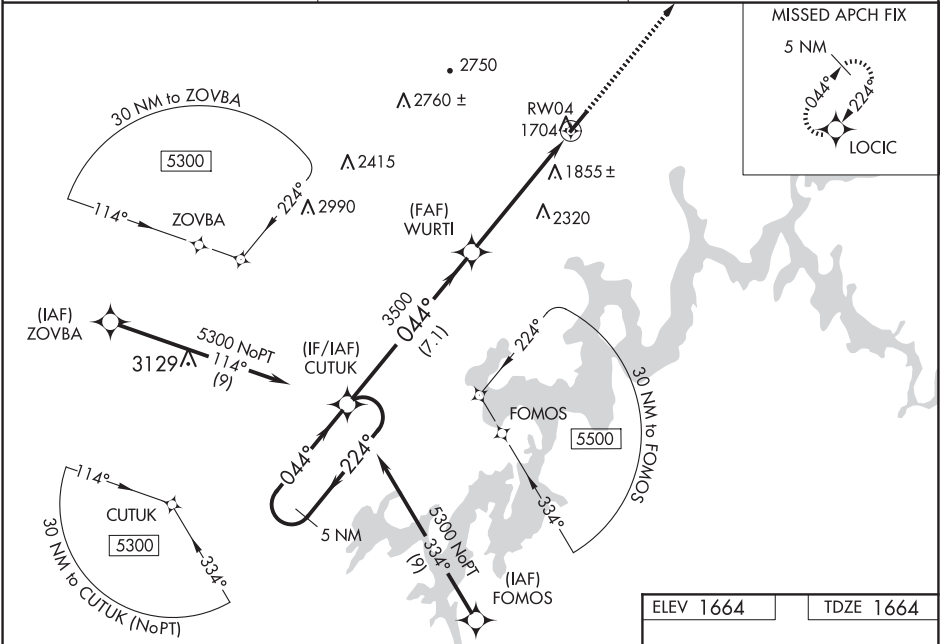 MISSED APCH FIX
5 NM
044°
224°
LOCIC
2750
2760 ±
RW04
1704
2415
1855 ±
2990
2320
30 NM to ZOVBA
5300
114°
ZOVBA
224°
(FAF)
WURTI
(IAF)
ZOVBA
5300 NoPT
114°
(9)
3129
3500
044°
(7.1)
(IF/IAF)
CUTUK
044°
224°
5 NM
224°
FOMOS
5500
30 NM to FOMOS
334°
114°
CUTUK
5300
334°
30 NM to CUTUK (NoPT)
5300 NoPT
334°
(9)
(IAF)
FOMOS
ELEV 1664
TDZE 1664